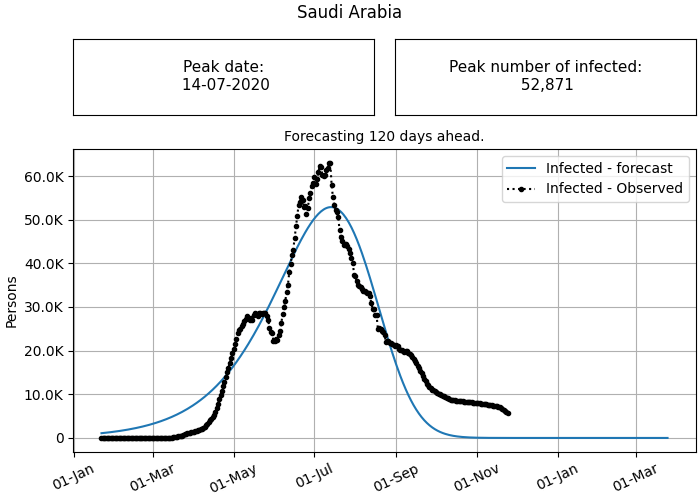 Saudi Arabia
Peak date:
14-07-2020
Peak number of infected:
52,871
Forecasting 120 days ahead.
Infected - forecast
Infected - Observed
Persons
60.0K
50.0K
40.0K
30.0K
20.0K
10.0K
0
01-Jan
01-Mar
01-May
01-Jul
01-Sep
01-Nov
01-Jan
01-Mar